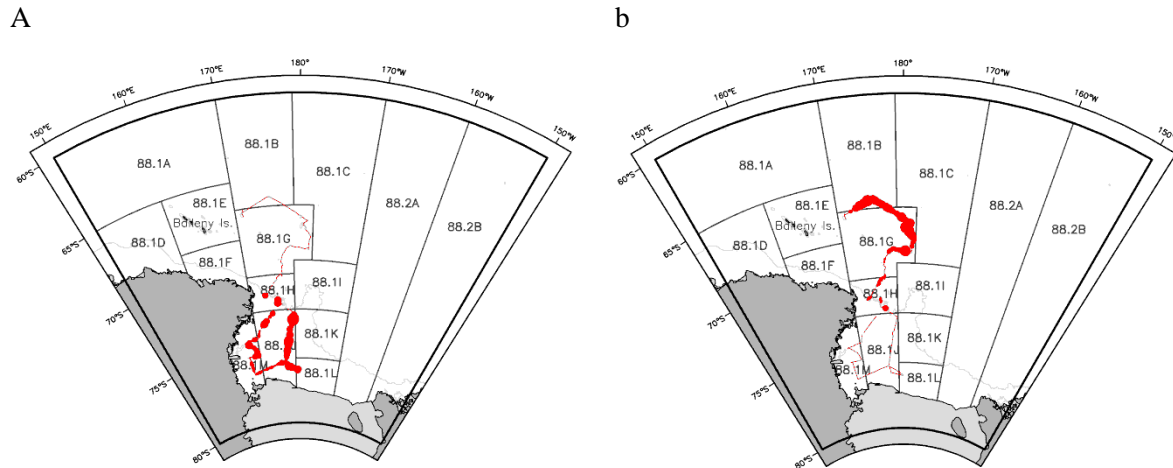 A
b
180°
170°E
170°W
160°E
160°W
150°E
150°W
60°S
65°S
70°S
75°S
80°S
88.1A
88.1B
88.1C
88.2A
88.2B
88.1E
Balleny Is.
88.1D
88.1G
88.1F
88.1H
88.1I
88.1K
88.1M
88.1L
180°
170°E
170°W
160°E
160°W
150°E
150°W
60°S
65°S
70°S
75°S
80°S
88.1A
88.1B
88.1C
88.2A
88.2B
88.1E
Balleny Is.
88.1D
88.1G
88.1F
88.1H
88.1I
88.1J
88.1K
88.1M
88.1L